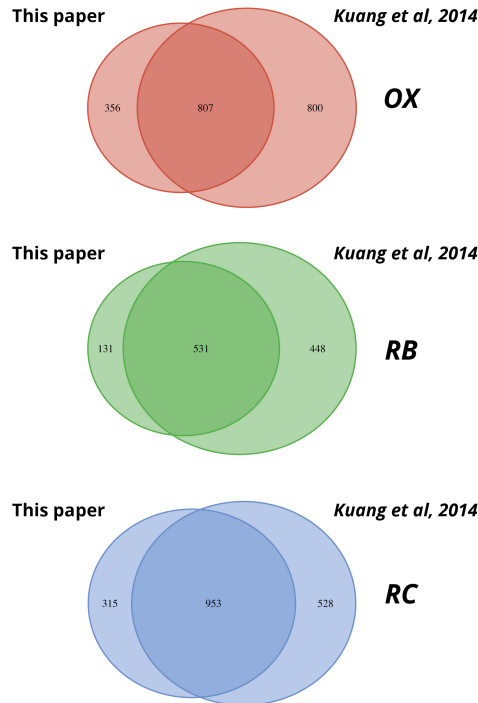 This paper Kuang et al, 2014
OX
356 807 800
This paper Kuang et al, 2014
RB
131 531 448
This paper Kuang et al, 2014
RC
315 953 528